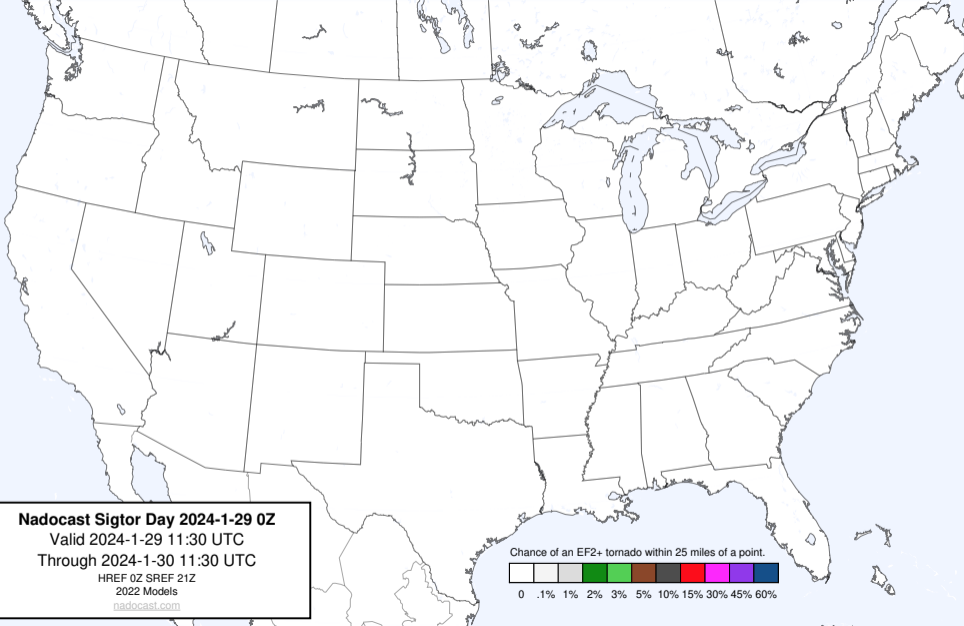 Nadocast Sigtor Day 2024-1-29 0Z
Valid 2024-1-29 11:30 UTC
Through 2024-1-30 11:30 UTC
HREF 0Z SREF 21Z
2022 Models
nadocast.com
Chance of an EF2+ tornado within 25 miles of a point.
0 .1% 1% 2% 3% 5% 10% 15% 30% 45% 60%